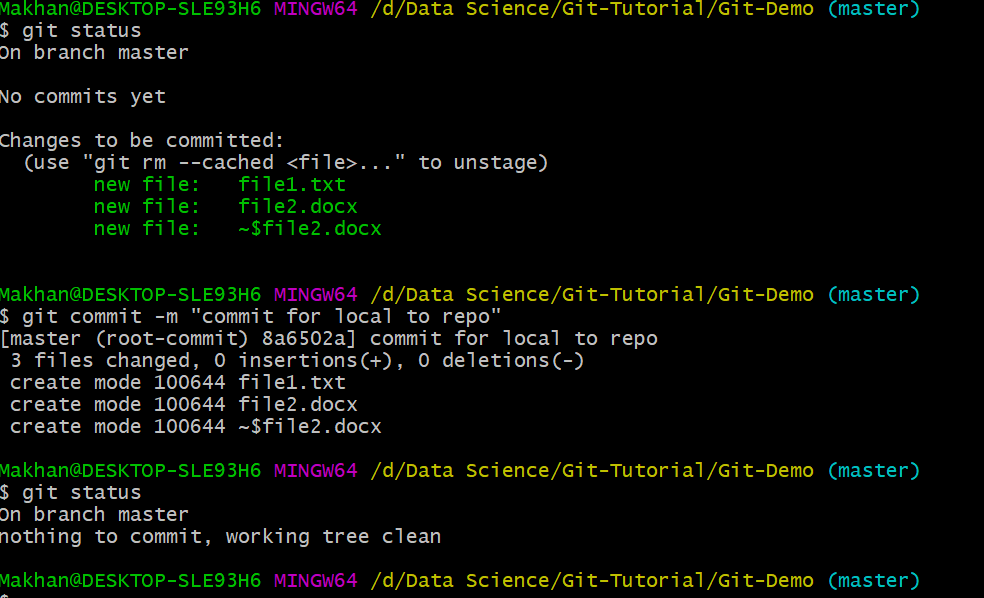 Makhan@DESKTOP-SLE93H6 MINGW64 /d/Data Science/Git-Tutorial/Git-Demo (master)
$ git status
On branch master
No commits yet
Changes to be committed:
  (use "git rm --cached <file>..." to unstage)
        new file:   file1.txt
        new file:   file2.docx
        new file:   ~$file2.docx
Makhan@DESKTOP-SLE93H6 MINGW64 /d/Data Science/Git-Tutorial/Git-Demo (master)
$ git commit -m "commit for local to repo"
[master (root-commit) 8a6502a] commit for local to repo
 3 files changed, 0 insertions(+), 0 deletions(-)
 create mode 100644 file1.txt
 create mode 100644 file2.docx
 create mode 100644 ~$file2.docx
Makhan@DESKTOP-SLE93H6 MINGW64 /d/Data Science/Git-Tutorial/Git-Demo (master)
$ git status
On branch master
nothing to commit, working tree clean
Makhan@DESKTOP-SLE93H6 MINGW64 /d/Data Science/Git-Tutorial/Git-Demo (master)
$